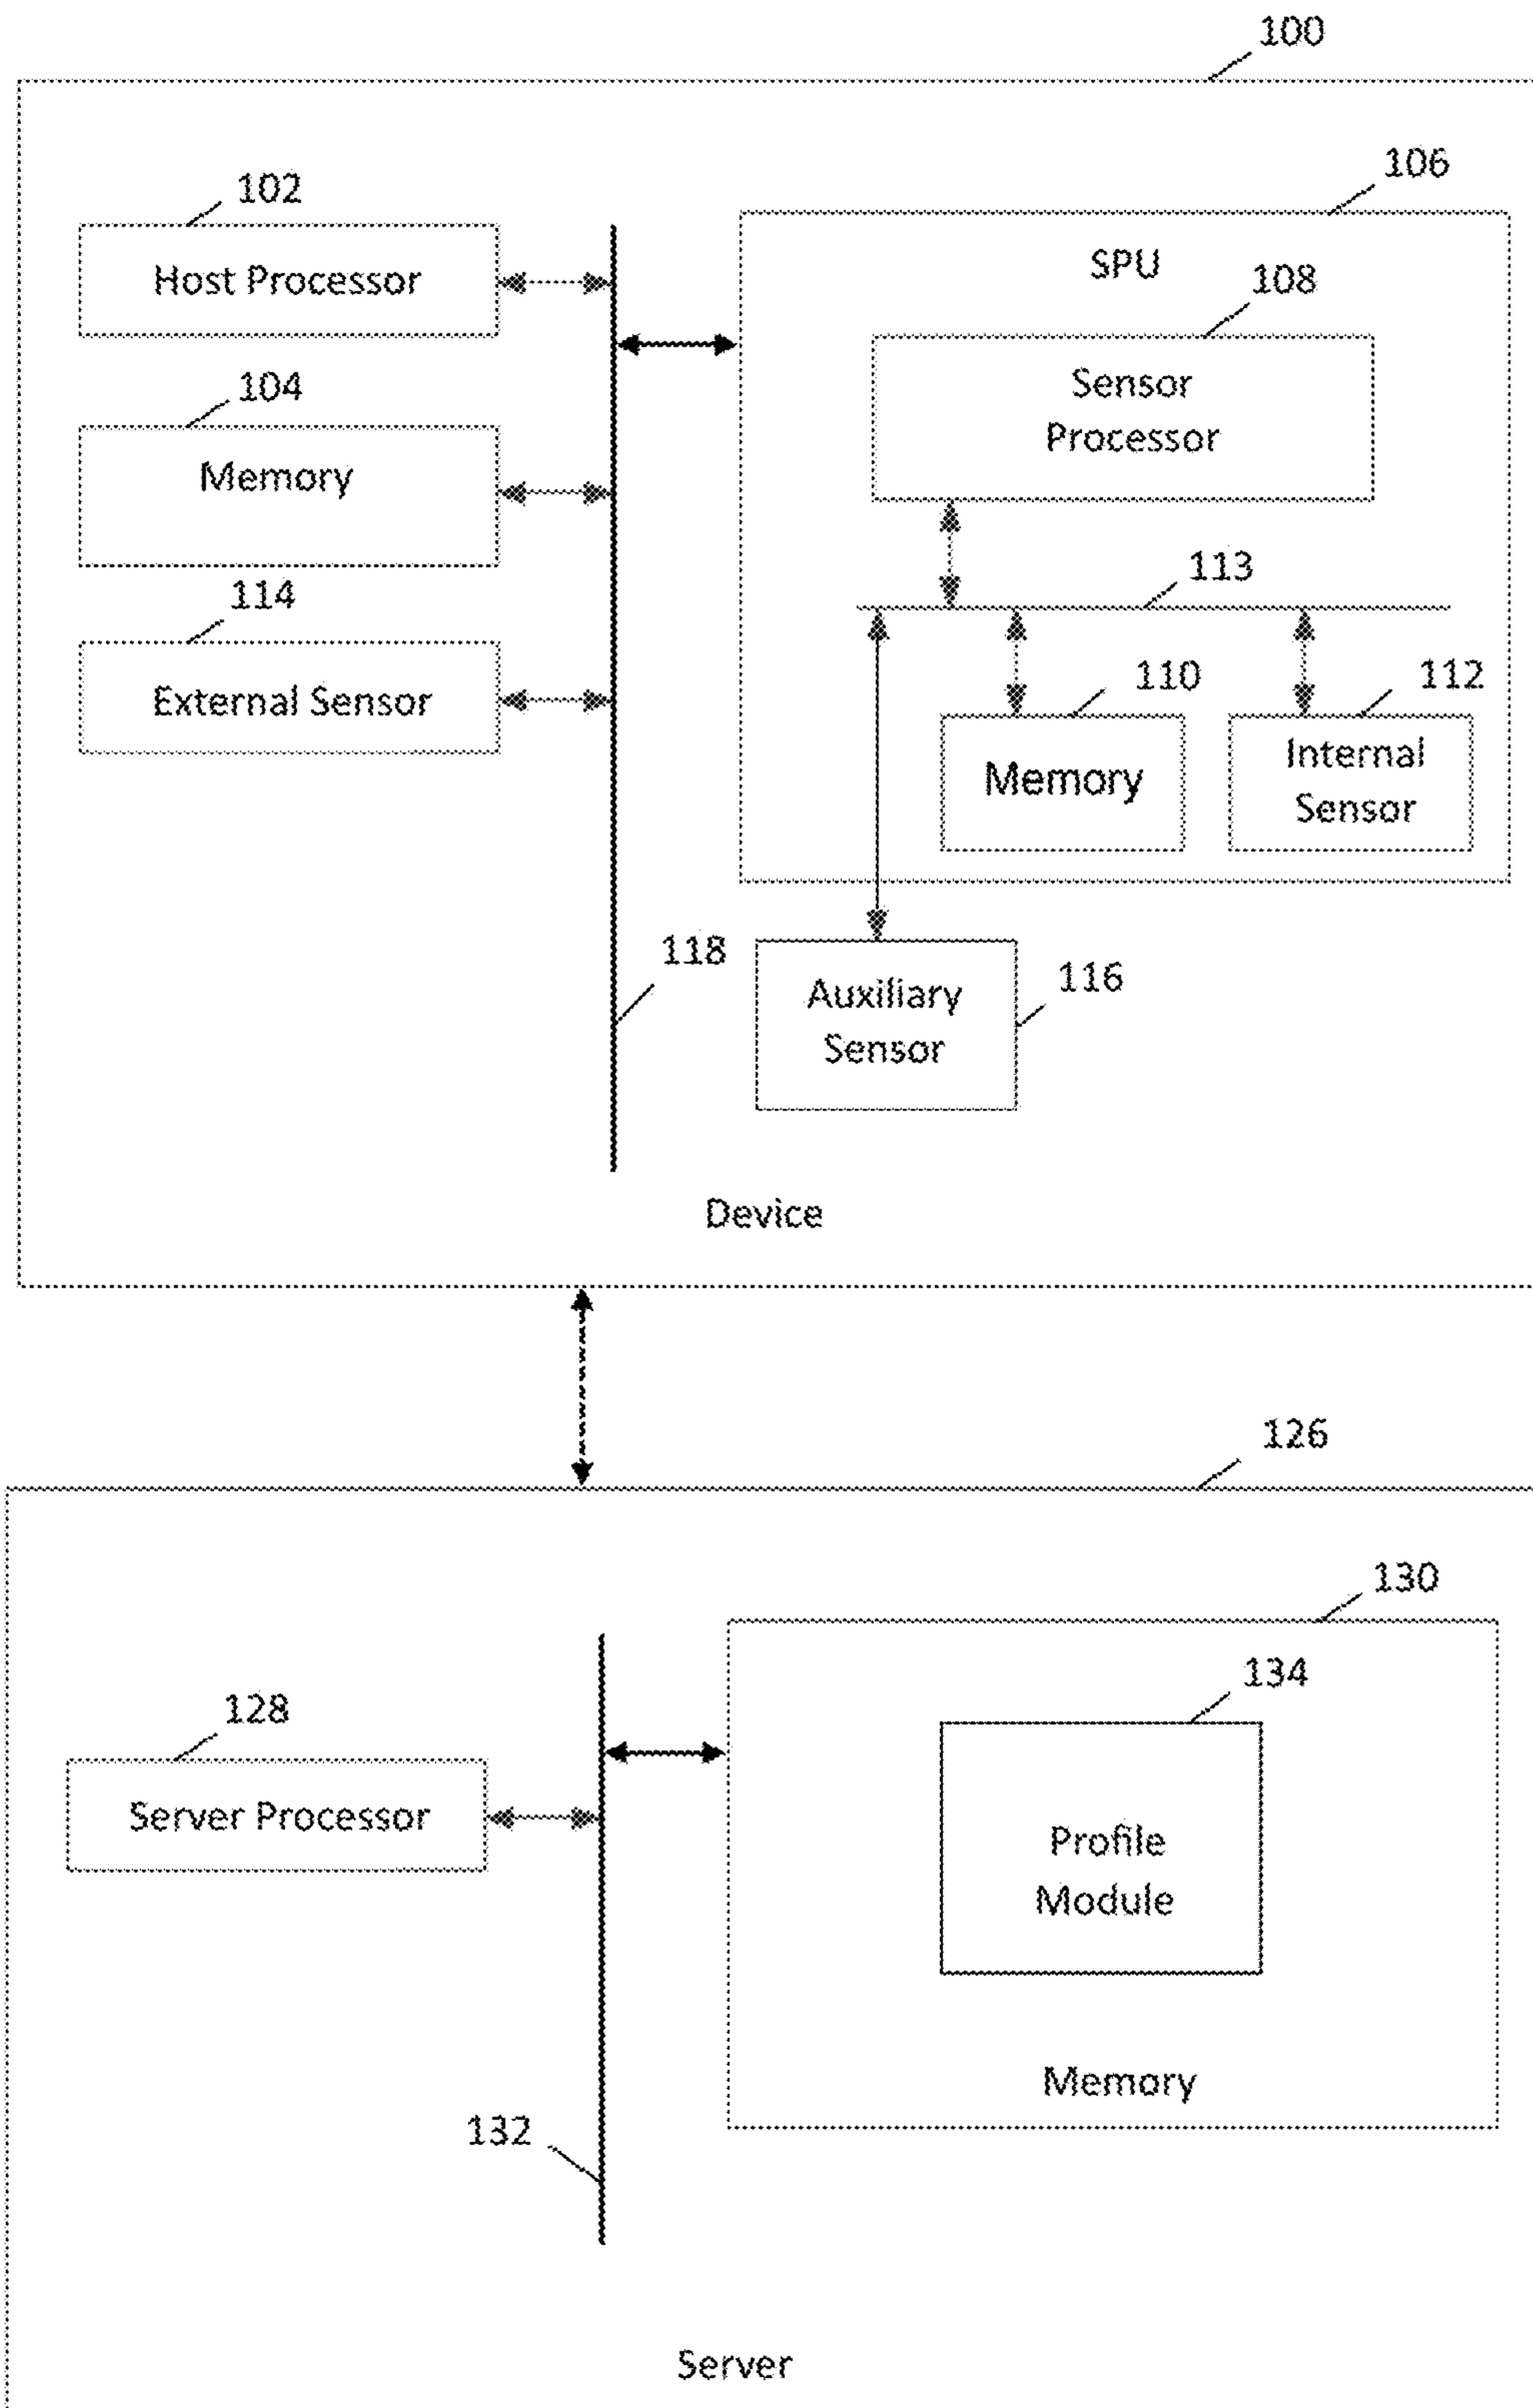 100
102
106
Host Processor
SPU
108
104
Sensor
Processor
Memory
113
114
External Sensor
110
112
Memory
Internal
Sensor
118
116
Auxiliary
Sensor
Device
126
130
134
128
Server Processor
Profile
Module
Memory
132
Server